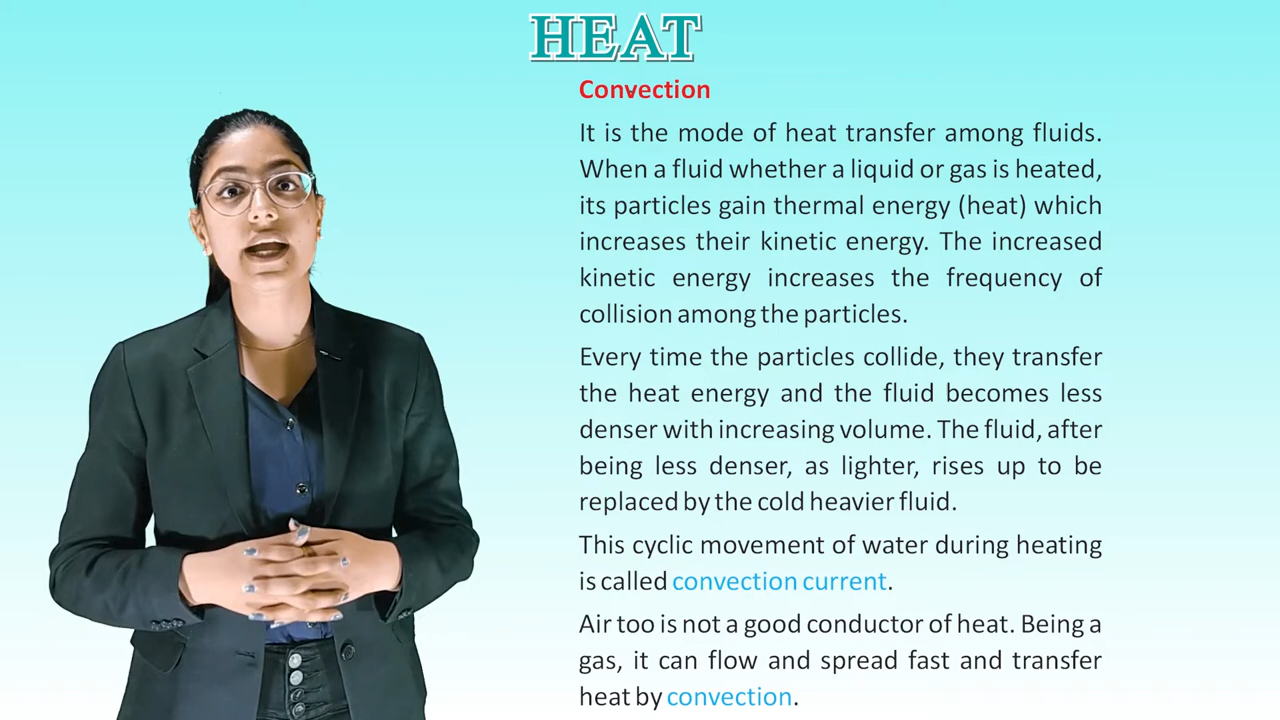 HEAT
Convection
It is the mode of heat transfer among fluids.
When a fluid whether a liquid or gas is heated,
its particles gain thermal energy (heat) which
increases their kinetic energy. The increased
kinetic energy increases the frequency of
collision among the particles.
Every time the particles collide, they transfer
the heat energy and the fluid becomes less
denser with increasing volume. The fluid, after
being less denser, as lighter, rises up to be
replaced by the cold heavier fluid.
This cyclic movement of water during heating
is called convection current.
Air too is not a good conductor of heat. Being a
gas, it can flow and spread fast and transfer
heat by convection.